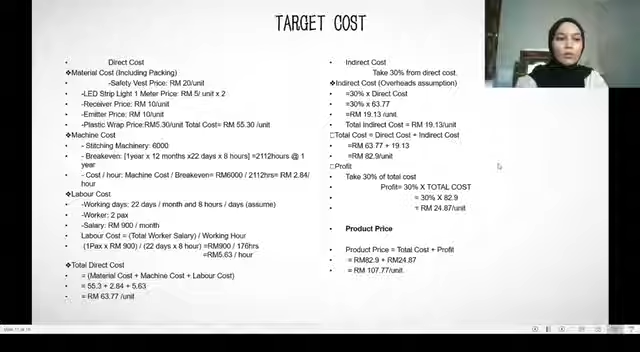 TARGET COST
Direct Cost
❖Material Cost (Including Packing)
-Safety Vest Price: RM 20/unit
-LED Strip Light 1 Meter Price: RM 5/ unit x 2
-Receiver Price: RM 10/unit
-Emitter Price: RM 10/unit
-Plastic Wrap Price:RM5.30/unit Total Cost= RM 55.30 /unit
❖Machine Cost
- Stitching Machinery: 6000
- Breakeven: [1year x 12 months x22 days x 8 hours] =2112hours @ 1
year
- Cost / hour: Machine Cost / Breakeven= RM6000 / 2112hrs= RM 2.84/
hour
❖Labour Cost
-Working days: 22 days / month and 8 hours / days (assume)
-Worker: 2 pax
-Salary: RM 900 / month
Labour Cost = (Total Worker Salary) / Working Hour
(1Pax x RM 900) / (22 days x 8 hour) =RM900 / 176hrs
=RM5.63 / hour
❖Total Direct Cost
= (Material Cost + Machine Cost + Labour Cost)
= 55.3 + 2.84 + 5.63
= RM 63.77 /unit
Indirect Cost
Take 30% from direct cost.
❖Indirect Cost (Overheads assumption)
=30% x Direct Cost
=30% x 63.77
=RM 19.13 /unit
Total Indirect Cost = RM 19.13/unit
□Total Cost = Direct Cost + Indirect Cost
=RM 63.77 + 19.13
=RM 82.9/unit
□Profit
Take 30% of total cost
Profit= 30% X TOTAL COST
= 30% X 82.9
= RM 24.87/unit
Product Price
Product Price = Total Cost + Profit
= RM82.9 + RM24.87
= RM 107.77/unit